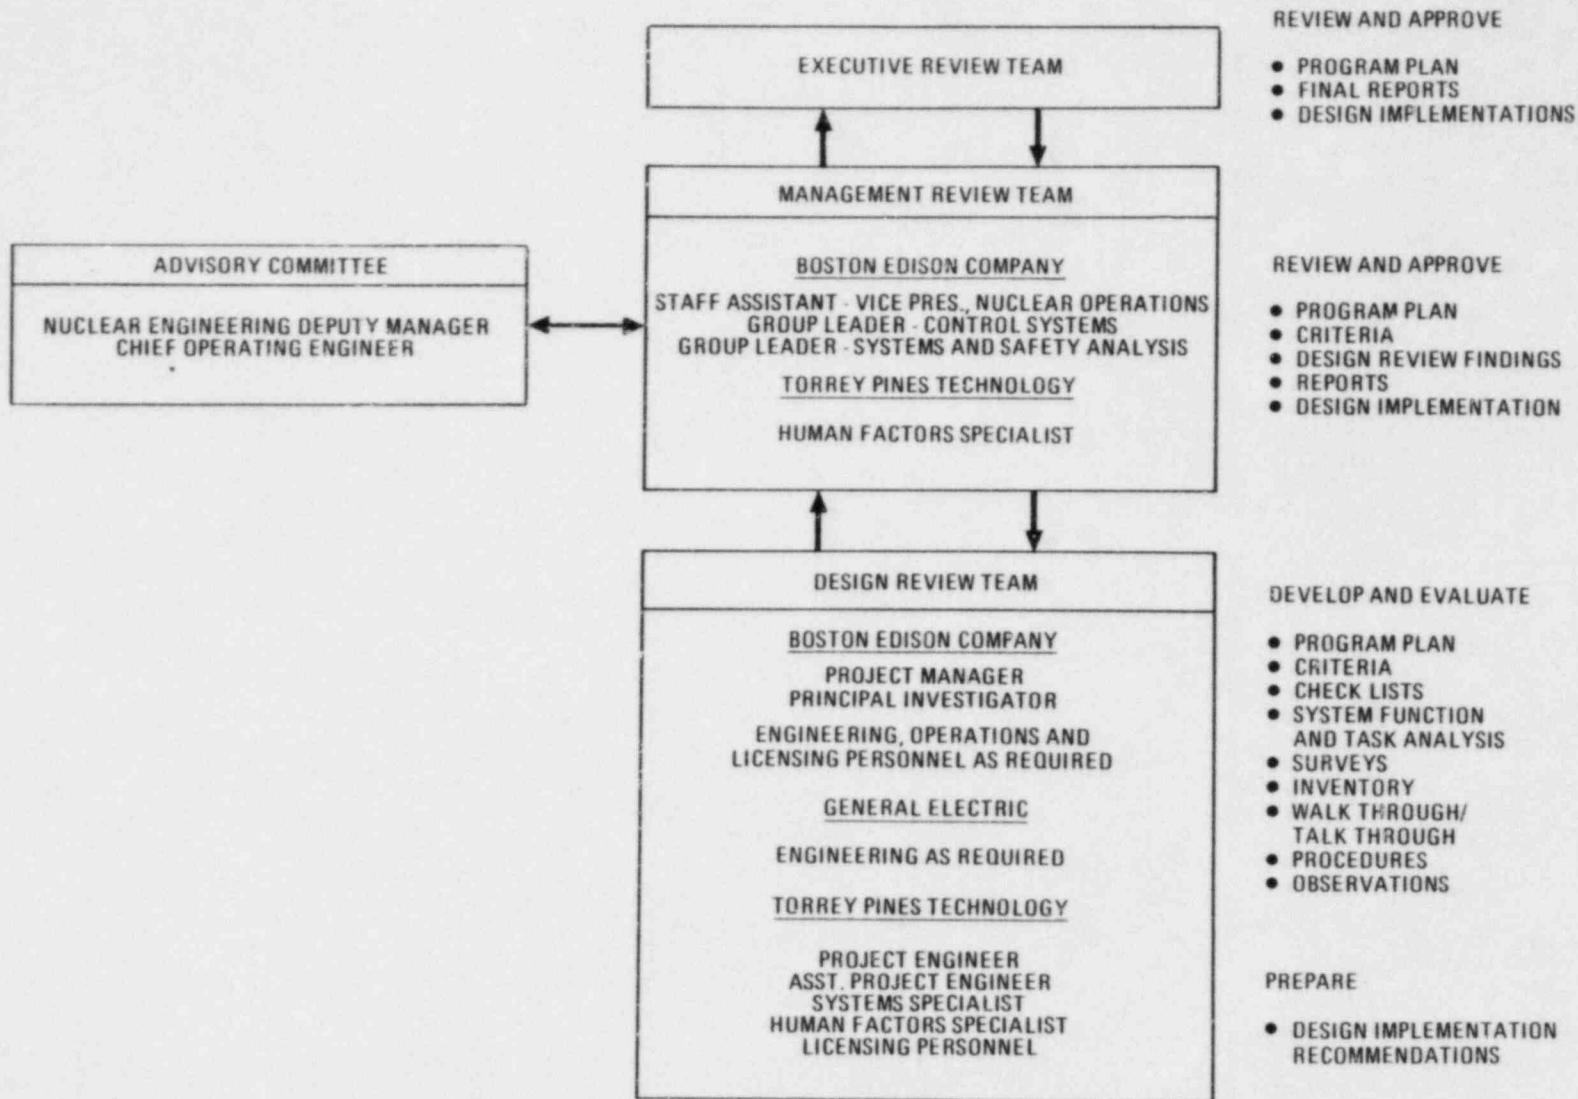 EXECUTIVE REVIEW TEAM
REVIEW AND APPROVE
● PROGRAM PLAN
● FINAL REPORTS
● DESIGN IMPLEMENTATIONS
ADVISORY COMMITTEE
NUCLEAR ENGINEERING DEPUTY MANAGER
CHIEF OPERATING ENGINEER
MANAGEMENT REVIEW TEAM
BOSTON EDISON COMPANY
STAFF ASSISTANT - VICE PRES., NUCLEAR OPERATIONS
GROUP LEADER - CONTROL SYSTEMS
GROUP LEADER - SYSTEMS AND SAFETY ANALYSIS
TORREY PINES TECHNOLOGY
HUMAN FACTORS SPECIALIST
REVIEW AND APPROVE
● PROGRAM PLAN
● CRITERIA
● DESIGN REVIEW FINDINGS
● REPORTS
● DESIGN IMPLEMENTATION
DESIGN REVIEW TEAM
BOSTON EDISON COMPANY
PROJECT MANAGER
PRINCIPAL INVESTIGATOR
ENGINEERING, OPERATIONS AND
LICENSING PERSONNEL AS REQUIRED
GENERAL ELECTRIC
ENGINEERING AS REQUIRED
TORREY PINES TECHNOLOGY
PROJECT ENGINEER
ASST. PROJECT ENGINEER
SYSTEMS SPECIALIST
HUMAN FACTORS SPECIALIST
LICENSING PERSONNEL
DEVELOP AND EVALUATE
● PROGRAM PLAN
● CRITERIA
● CHECK LISTS
● SYSTEM FUNCTION
AND TASK ANALYSIS
● SURVEYS
● INVENTORY
● WALK THROUGH/
TALK THROUGH
● PROCEDURES
● OBSERVATIONS
PREPARE
● DESIGN IMPLEMENTATION
RECOMMENDATIONS